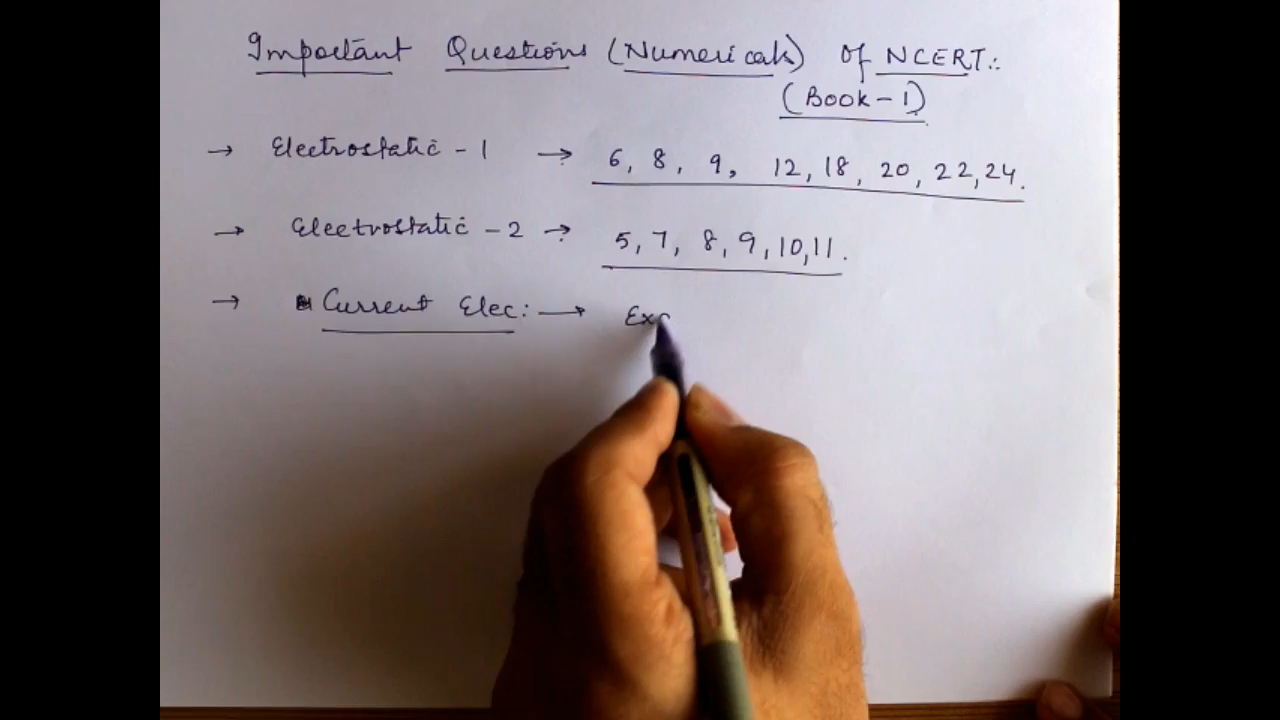 Important Questions (Numericals) Of NCERT:.
(Book-1)
→ Electrostatic - 1 → 6, 8, 9, 12, 18, 20, 22, 24.
→ Electrostatic - 2 → 5, 7, 8, 9, 10, 11.
→ Current Elec: → Exa